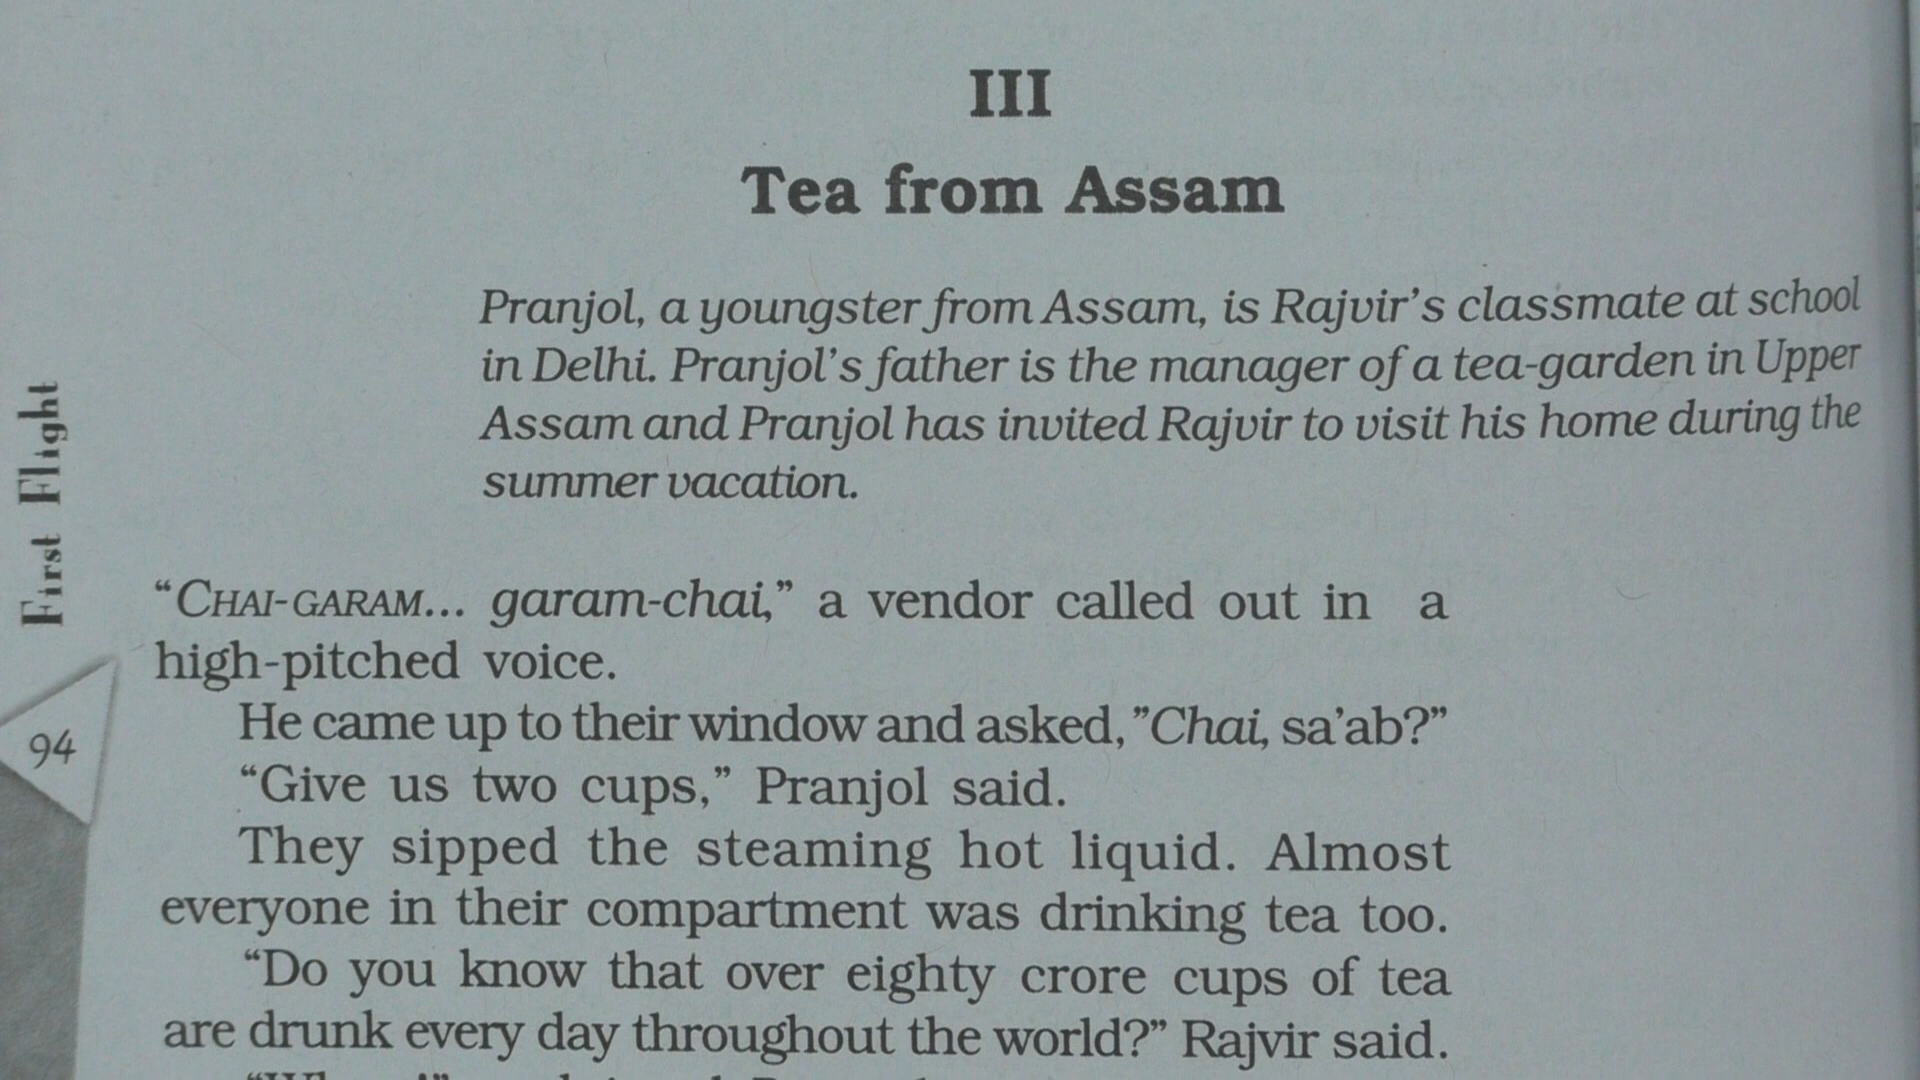 III
Tea from Assam
Pranjol, a youngster from Assam, is Rajvir's classmate at school
in Delhi. Pranjol's father is the manager of a tea-garden in Upper
Assam and Pranjol has invited Rajvir to visit his home during the
summer vacation.
First Flight
“CHAI-GARAM... garam-chai,” a vendor called out in a
high-pitched voice.
He came up to their window and asked, ”Chai, sa’ab?”
94
“Give us two cups,” Pranjol said.
They sipped the steaming hot liquid. Almost
everyone in their compartment was drinking tea too.
“Do you know that over eighty crore cups of tea
are drunk every day throughout the world?” Rajvir said.